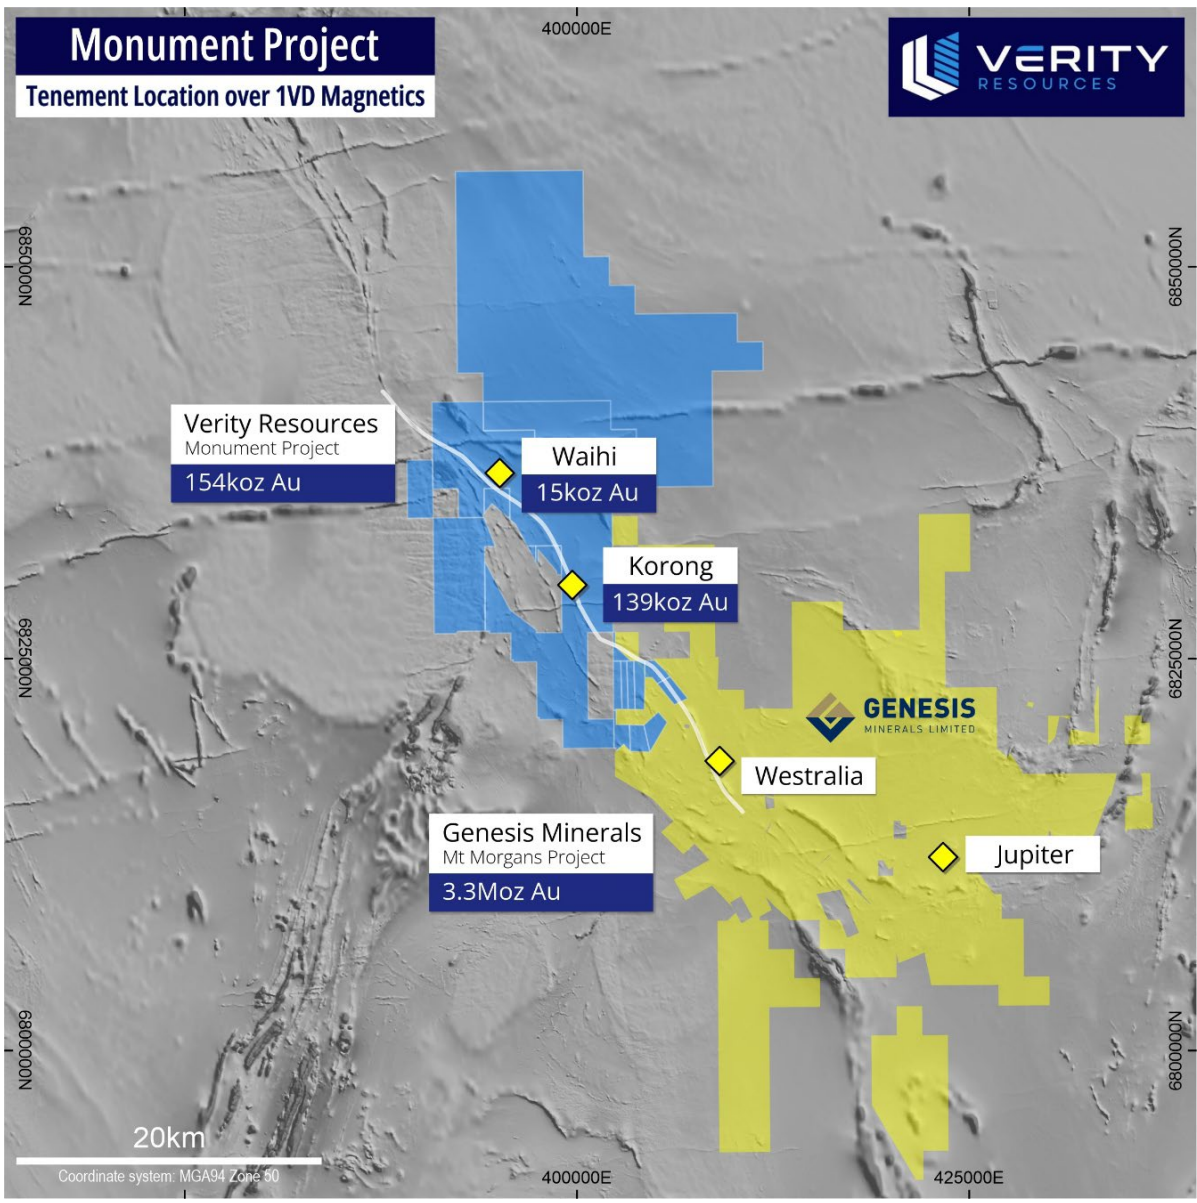 Monument Project
Tenement Location over 1VD Magnetics
400000E
VERITY
RESOURCES
6850000N
6850000N
Verity Resources
Monument Project
154koz Au
Waihi
15koz Au
Korong
139koz Au
6825000N
6825000N
GENESIS
MINERALS LIMITED
Westralia
Genesis Minerals
Mt Morgans Project
3.3Moz Au
Jupiter
6800000N
6800000N
20km
Coordinate system: MGA94 Zone 50
400000E
425000E